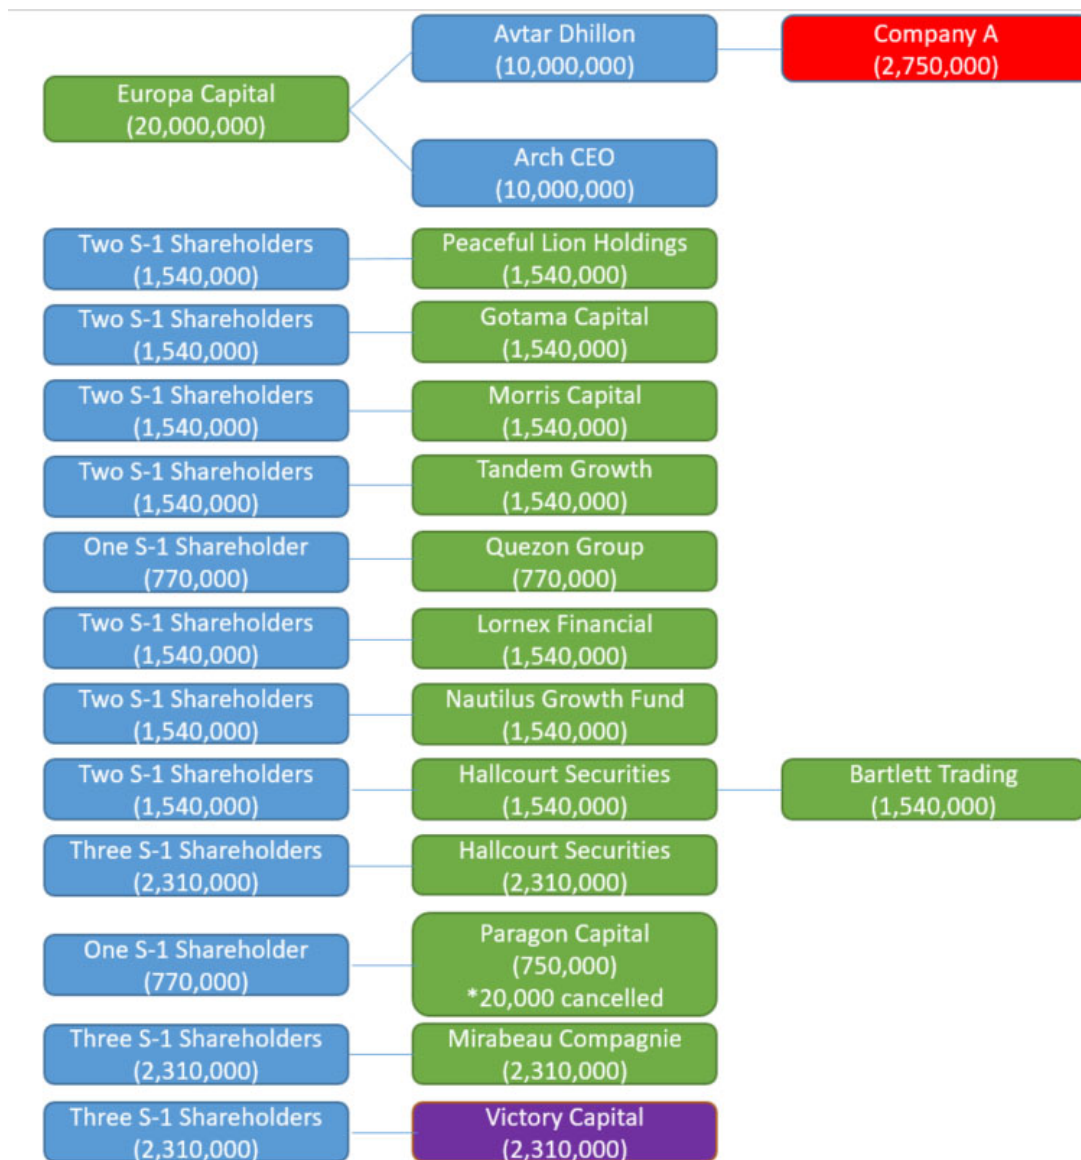 Avtar Dhillon
(10,000,000)
Company A
(2,750,000)
Europa Capital
(20,000,000)
Arch CEO
(10,000,000)
Two S-1 Shareholders
(1,540,000)
Peaceful Lion Holdings
(1,540,000)
Two S-1 Shareholders
(1,540,000)
Gotama Capital
(1,540,000)
Two S-1 Shareholders
(1,540,000)
Morris Capital
(1,540,000)
Two S-1 Shareholders
(1,540,000)
Tandem Growth
(1,540,000)
One S-1 Shareholder
(770,000)
Quezon Group
(770,000)
Two S-1 Shareholders
(1,540,000)
Lornex Financial
(1,540,000)
Two S-1 Shareholders
(1,540,000)
Nautilus Growth Fund
(1,540,000)
Two S-1 Shareholders
(1,540,000)
Hallcourt Securities
(1,540,000)
Bartlett Trading
(1,540,000)
Three S-1 Shareholders
(2,310,000)
Hallcourt Securities
(2,310,000)
One S-1 Shareholder
(770,000)
Paragon Capital
(750,000)
*20,000 cancelled
Three S-1 Shareholders
(2,310,000)
Mirabeau Compagnie
(2,310,000)
Three S-1 Shareholders
(2,310,000)
Victory Capital
(2,310,000)